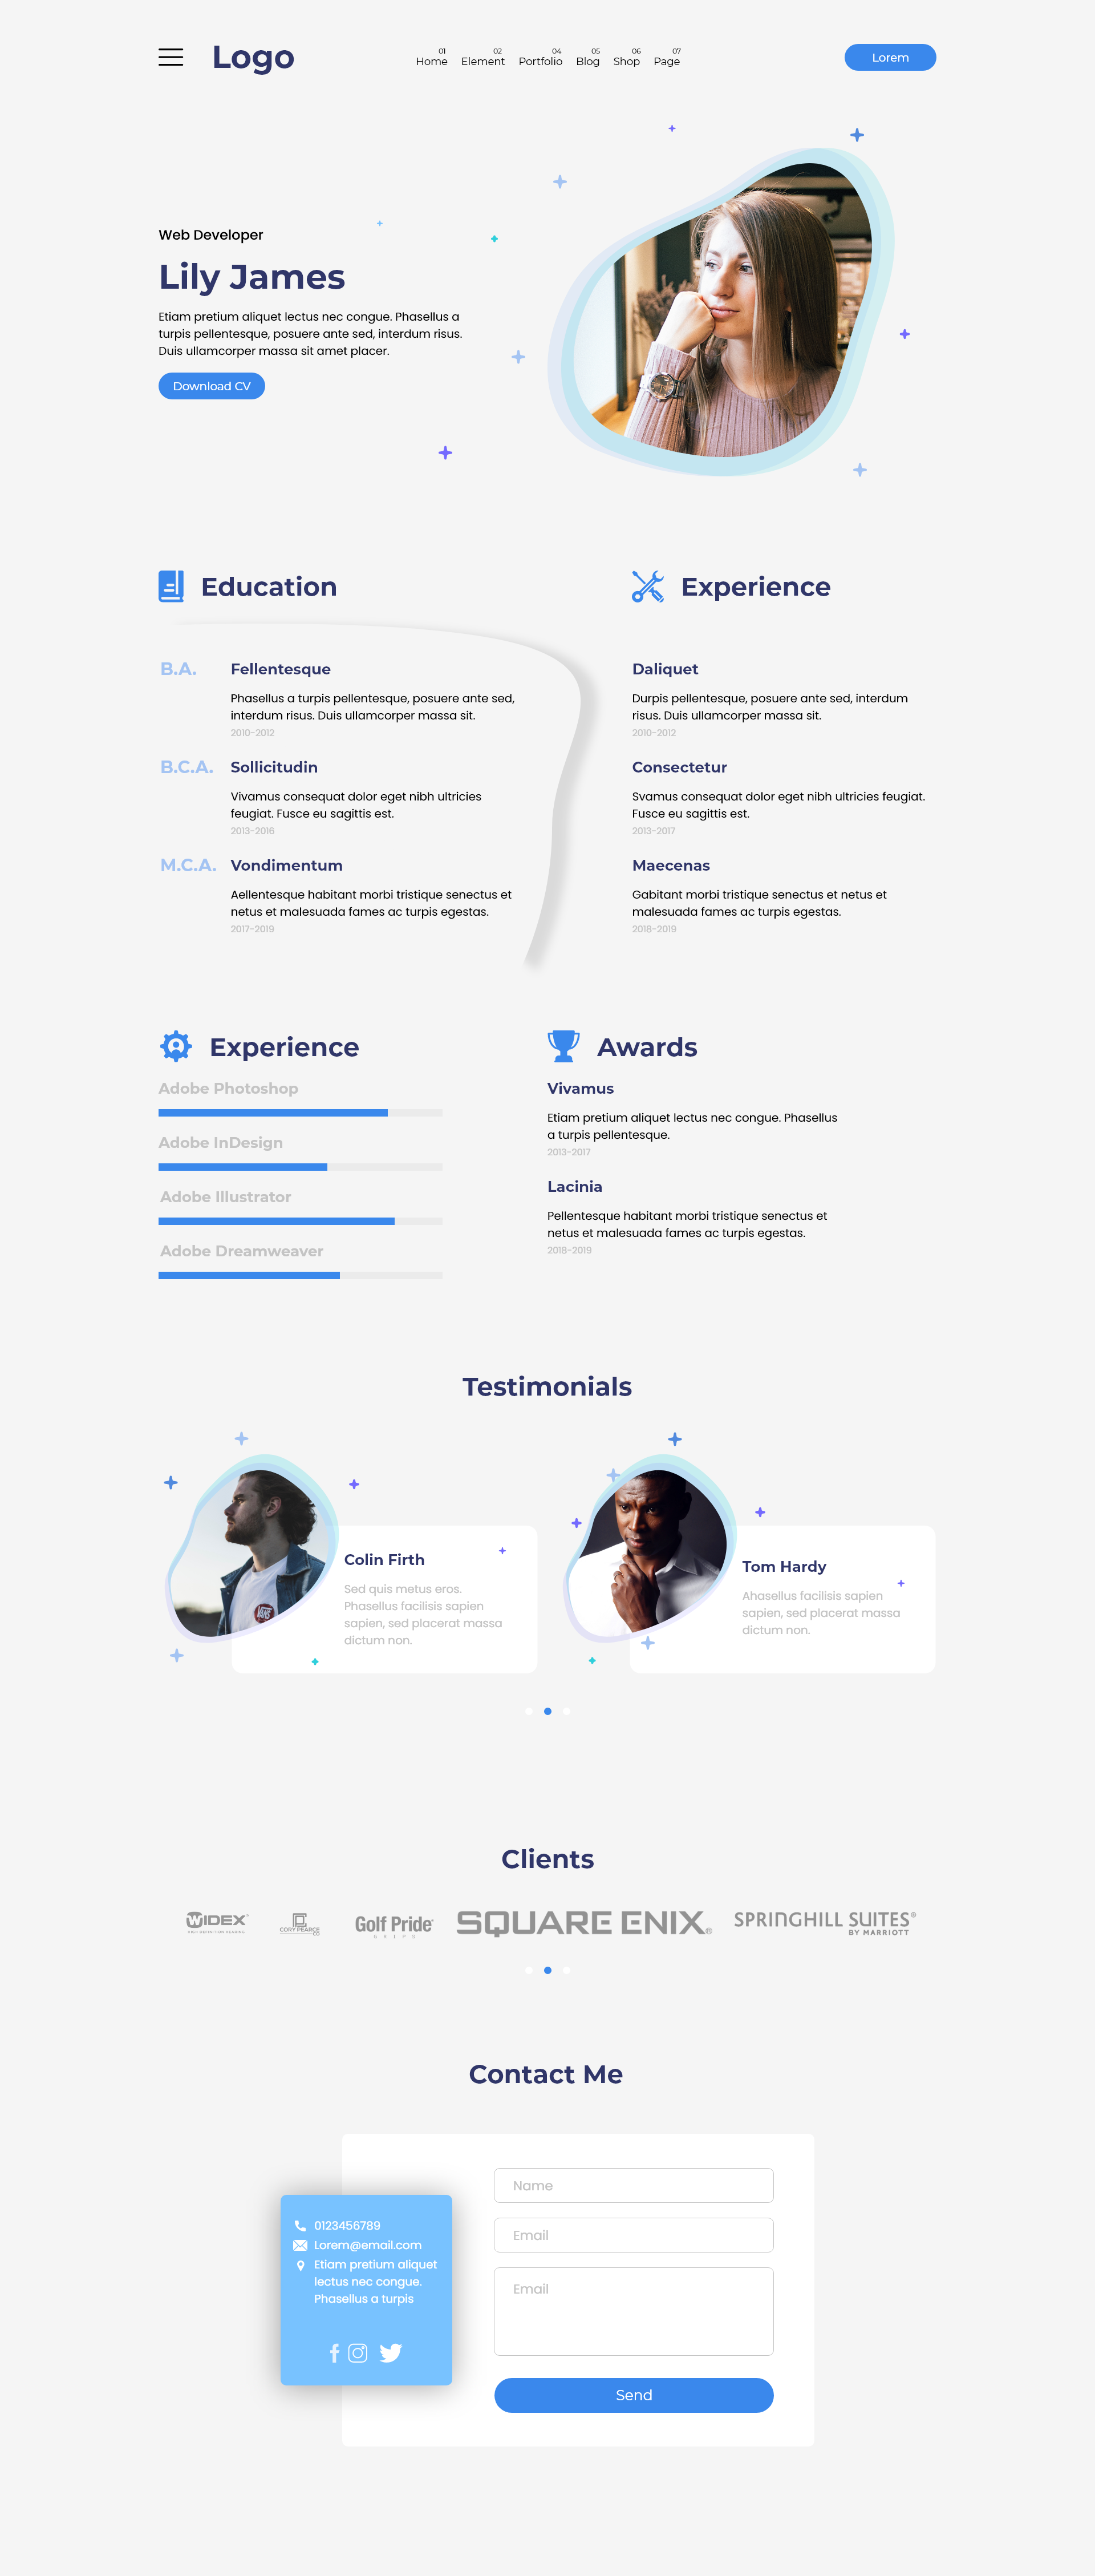 Logo
01 02 04 05 06 07
Home Element Portfolio Blog Shop Page
Lorem
Web Developer
Lily James
Etiam pretium aliquet lectus nec congue. Phasellus a
turpis pellentesque, posuere ante sed, interdum risus.
Duis ullamcorper massa sit amet placer.
Download CV
Education
B.A.
Fellentesque
Phasellus a turpis pellentesque, posuere ante sed,
interdum risus. Duis ullamcorper massa sit.
2010-2012
B.C.A.
Sollicitudin
Vivamus consequat dolor eget nibh ultricies
feugiat. Fusce eu sagittis est.
2013-2016
M.C.A.
Vondimentum
Aellentesque habitant morbi tristique senectus et
netus et malesuada fames ac turpis egestas.
2017-2019
Experience
Daliquet
Durpis pellentesque, posuere ante sed, interdum
risus. Duis ullamcorper massa sit.
2010-2012
Consectetur
Svamus consequat dolor eget nibh ultricies feugiat.
Fusce eu sagittis est.
2013-2017
Maecenas
Gabitant morbi tristique senectus et netus et
malesuada fames ac turpis egestas.
2018-2019
Experience
Adobe Photoshop
Adobe InDesign
Adobe Illustrator
Adobe Dreamweaver
Awards
Vivamus
Etiam pretium aliquet lectus nec congue. Phasellus
a turpis pellentesque.
2013-2017
Lacinia
Pellentesque habitant morbi tristique senectus et
netus et malesuada fames ac turpis egestas.
2018-2019
Testimonials
VANS
Colin Firth
Sed quis metus eros.
Phasellus facilisis sapien
sapien, sed placerat massa
dictum non.
Tom Hardy
Ahasellus facilisis sapien
sapien, sed placerat massa
dictum non.
Clients
WIDEX
HIGH DEFINITION HEARING
CORY PEARCE
CO
Golf Pride
GRIPS
SQUARE ENIX®
SPRINGHILL SUITES®
BY MARRIOTT
Contact Me
0123456789
Lorem@email.com
Etiam pretium aliquet
lectus nec congue.
Phasellus a turpis
Name
Email
Email
Send